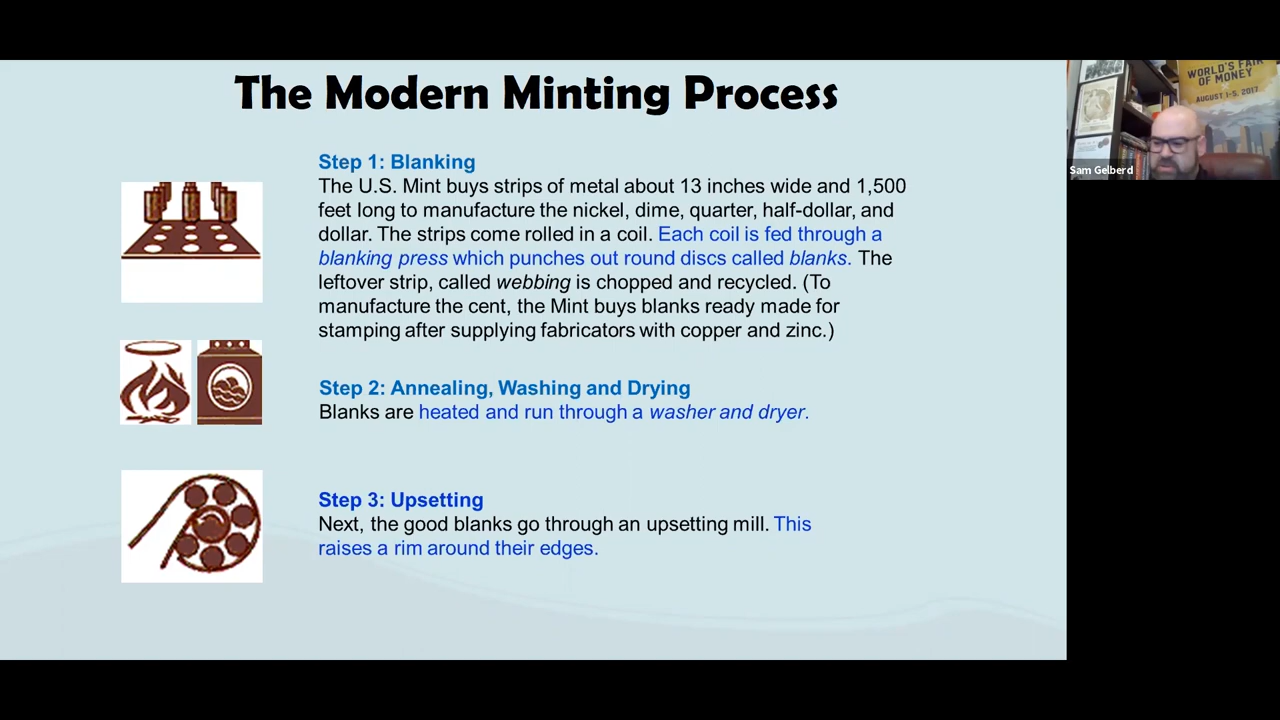 The Modern Minting Process
Step 1: Blanking
The U.S. Mint buys strips of metal about 13 inches wide and 1,500
feet long to manufacture the nickel, dime, quarter, half-dollar, and
dollar. The strips come rolled in a coil. Each coil is fed through a
blanking press which punches out round discs called blanks. The
leftover strip, called webbing is chopped and recycled. (To
manufacture the cent, the Mint buys blanks ready made for
stamping after supplying fabricators with copper and zinc.)
Step 2: Annealing, Washing and Drying
Blanks are heated and run through a washer and dryer.
Step 3: Upsetting
Next, the good blanks go through an upsetting mill. This
raises a rim around their edges.
WORLD'S FAIR
OF MONEY
AUGUST 1-5, 2017
Sam Gelberd